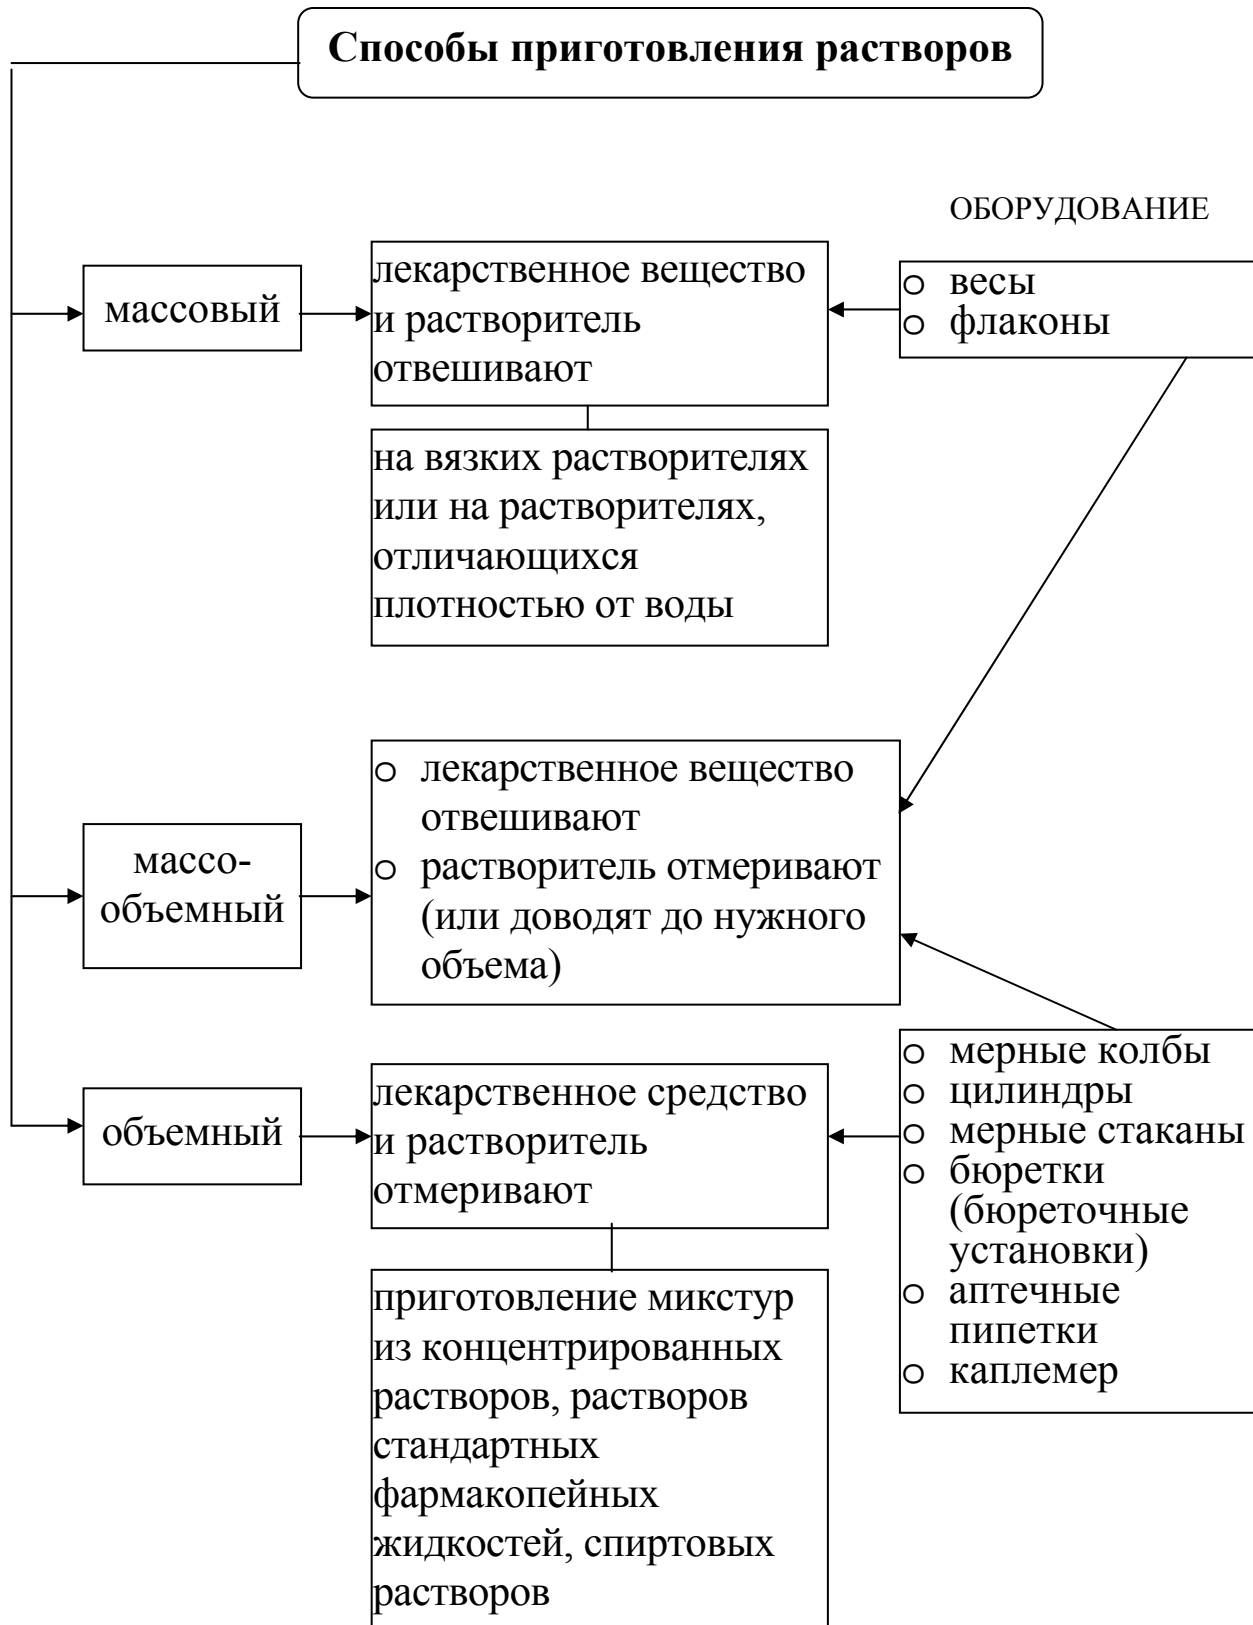 Способы приготовления растворов
ОБОРУДОВАНИЕ
массовый
лекарственное вещество
и растворитель
отвешивают
o весы
o флаконы
на вязких растворителях
или на растворителях,
отличающихся
плотностью от воды
массо-
объемный
o лекарственное вещество
отвешивают
o растворитель отмеривают
(или доводят до нужного
объема)
объемный
лекарственное средство
и растворитель
отмеривают
o мерные колбы
o цилиндры
o мерные стаканы
o бюретки
(бюреточные
установки)
o аптечные
пипетки
o каплемер
приготовление микстур
из концентрированных
растворов, растворов
стандартных
фармакопейных
жидкостей, спиртовых
растворов